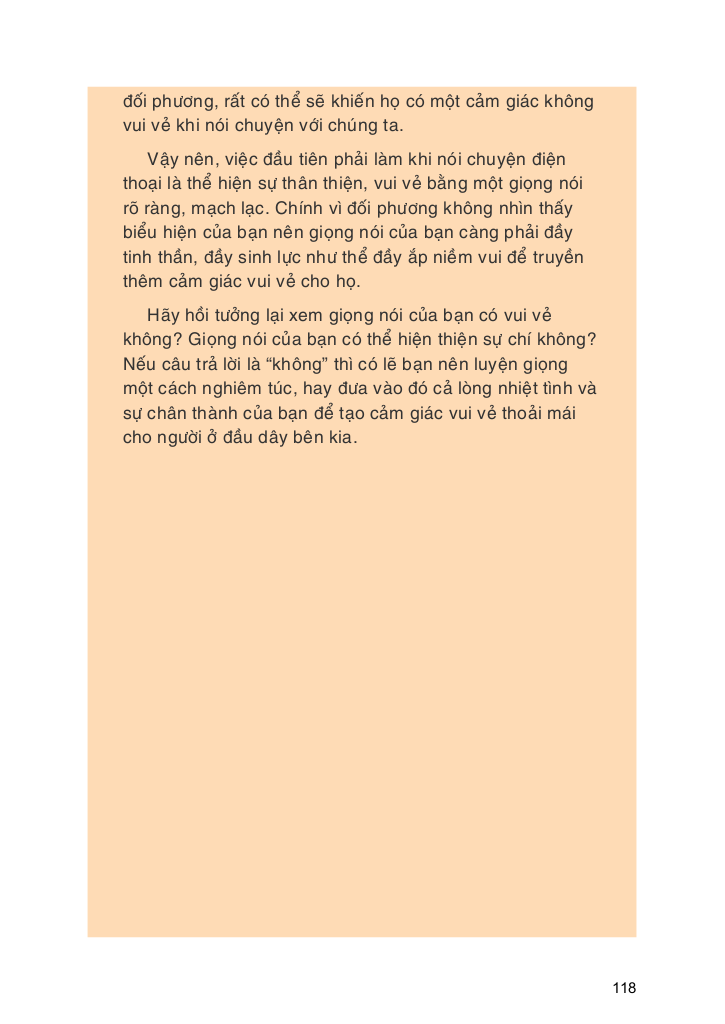 đối phương, rất có thể sẽ khiến họ có một cảm giác không
vui vẻ khi nói chuyện với chúng ta.
Vậy nên, việc đầu tiên phải làm khi nói chuyện điện
thoại là thể hiện sự thân thiện, vui vẻ bằng một giọng nói
rõ ràng, mạch lạc. Chính vì đối phương không nhìn thấy
biểu hiện của bạn nên giọng nói của bạn càng phải đầy
tinh thần, đầy sinh lực như thể đầy ắp niềm vui để truyền
thêm cảm giác vui vẻ cho họ.
Hãy hồi tưởng lại xem giọng nói của bạn có vui vẻ
không? Giọng nói của bạn có thể hiện thiện sự chí không?
Nếu câu trả lời là “không” thì có lẽ bạn nên luyện giọng
một cách nghiêm túc, hay đưa vào đó cả lòng nhiệt tình và
sự chân thành của bạn để tạo cảm giác vui vẻ thoải mái
cho người ở đầu dây bên kia.
118